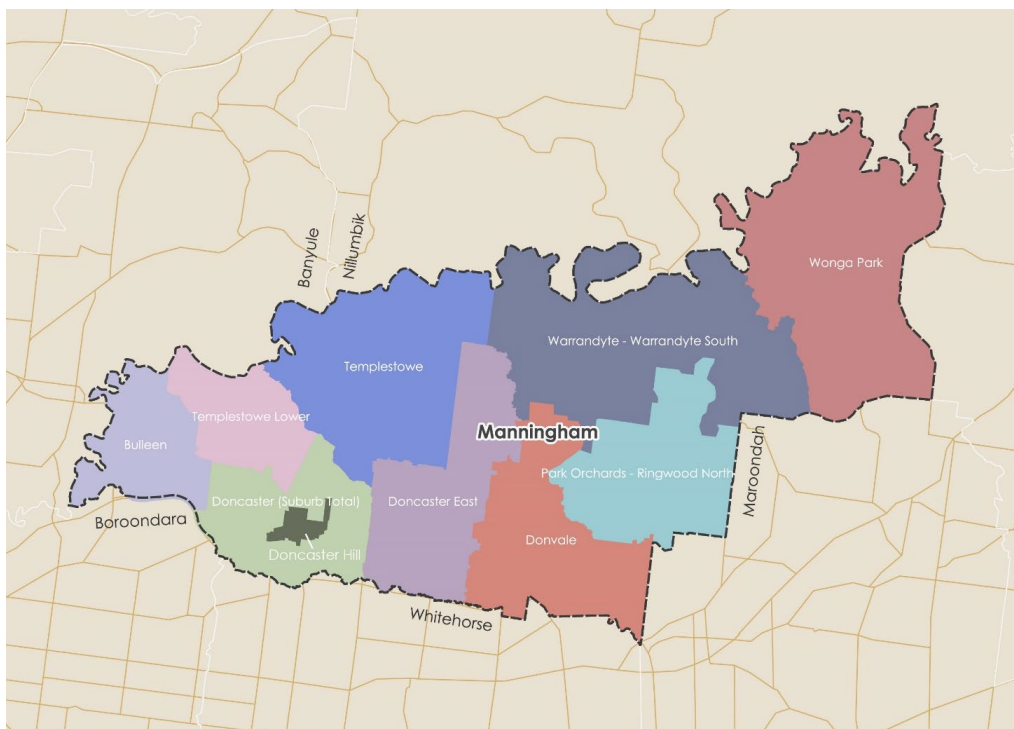 Banyule
Nillumbik
Wonga Park
Warrandyte - Warrandyte South
Templestowe
Templestowe Lower
Manningham
Bulleen
Maroondah
Park Orchards - Ringwood North
Doncaster (Suburb Total)
Doncaster East
Boroondara
Donvale
Doncaster Hill
Whitehorse